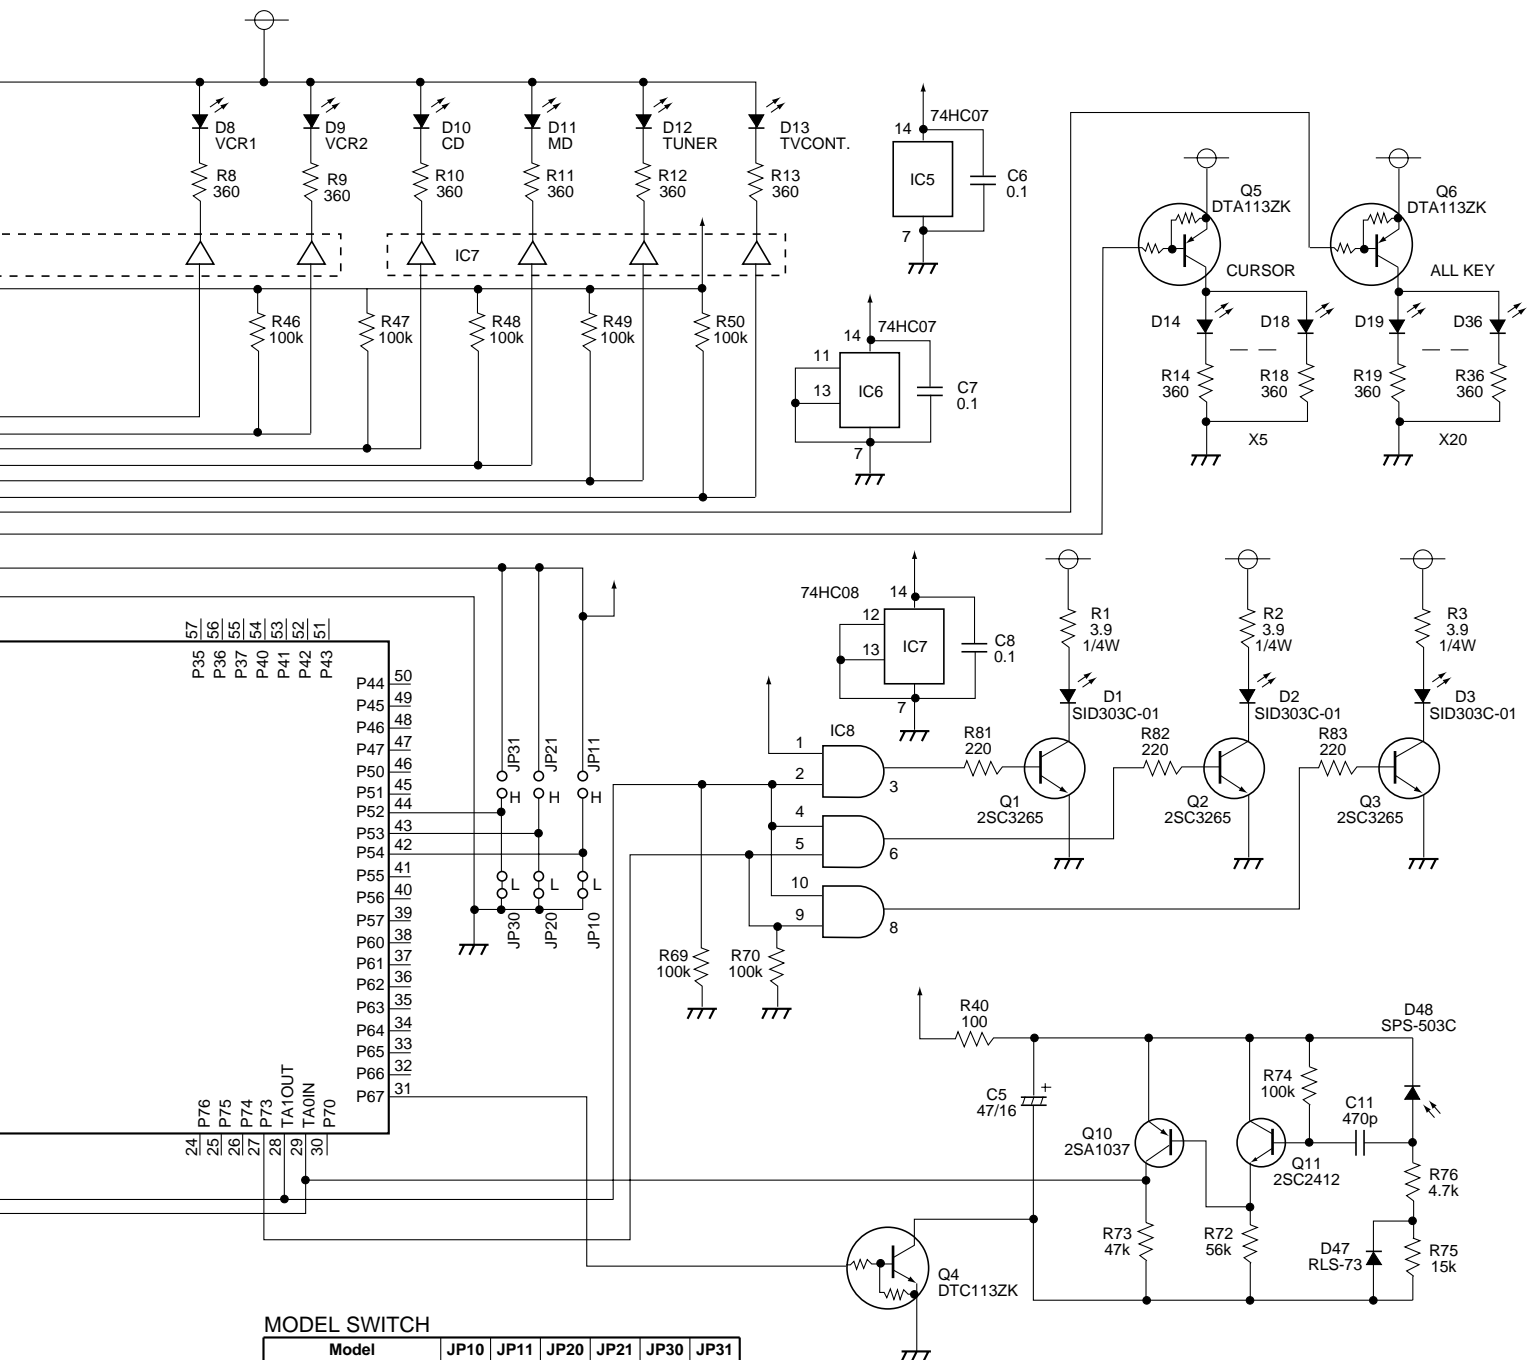 D8
VCR1
D9
VCR2
D10
CD
D11
MD
D12
TUNER
D13
TVCONT.
R8
360
R9
360
R10
360
R11
360
R12
360
R13
360
IC7
R46
100k
R47
100k
R48
100k
R49
100k
R50
100k
74HC07
14
IC5
7
C6
0.1
74HC07
14
11
13
IC6
7
C7
0.1
Q5
DTA113ZK
CURSOR
D14
D18
R14
360
R18
360
X5
Q6
DTA113ZK
ALL KEY
D19
D36
R19
360
R36
360
X20
74HC08
14
12
13
IC7
7
C8
0.1
R1
3.9
1/4W
D1
SID303C-01
R2
3.9
1/4W
D2
SID303C-01
R3
3.9
1/4W
D3
SID303C-01
57
56
55
54
53
52
51
P35
P36
P37
P40
P41
P42
P43
P44 50
P45 49
P46 48
P47 47
P50 46
P51 45
P52 44
P53 43
P54 42
P55 41
P56 40
P57 39
P60 38
P61 37
P62 36
P63 35
P64 34
P65 33
P66 32
P67 31
JP31
JP21
JP11
H
H
H
L
L
L
JP30
JP20
JP10
IC8
1
2
3
4
5
6
10
9
8
R81
220
R82
220
R83
220
Q1
2SC3265
Q2
2SC3265
Q3
2SC3265
R69
100k
R70
100k
P76
P75
P74
P73
TA1OUT
TA0IN
P70
24
25
26
27
28
29
30
R40
100
D48
SPS-503C
C5
47/16
+
R74
100k
C11
470p
Q10
2SA1037
Q11
2SC2412
R76
4.7k
R73
47k
R72
56k
D47
RLS-73
R75
15k
Q4
DTC113ZK
MODEL SWITCH
Model JP10 JP11 JP20 JP21 JP30 JP31